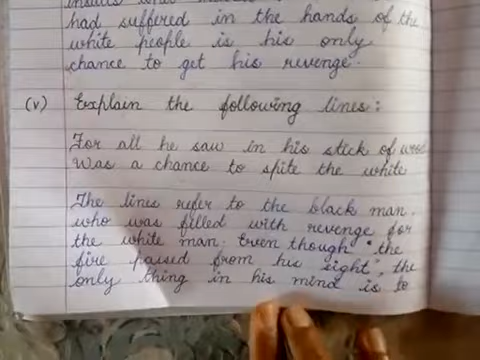 had suffered in the hands of the
white people is his only
chance to get his revenge.
(v) Explain the following lines:
For all he saw in his stick of
Was a chance to spite the white
The lines refer to the black man.
who was filled with revenge for
the white man. Even though "the
fire passed from his sight", the
only thing in his mind is to